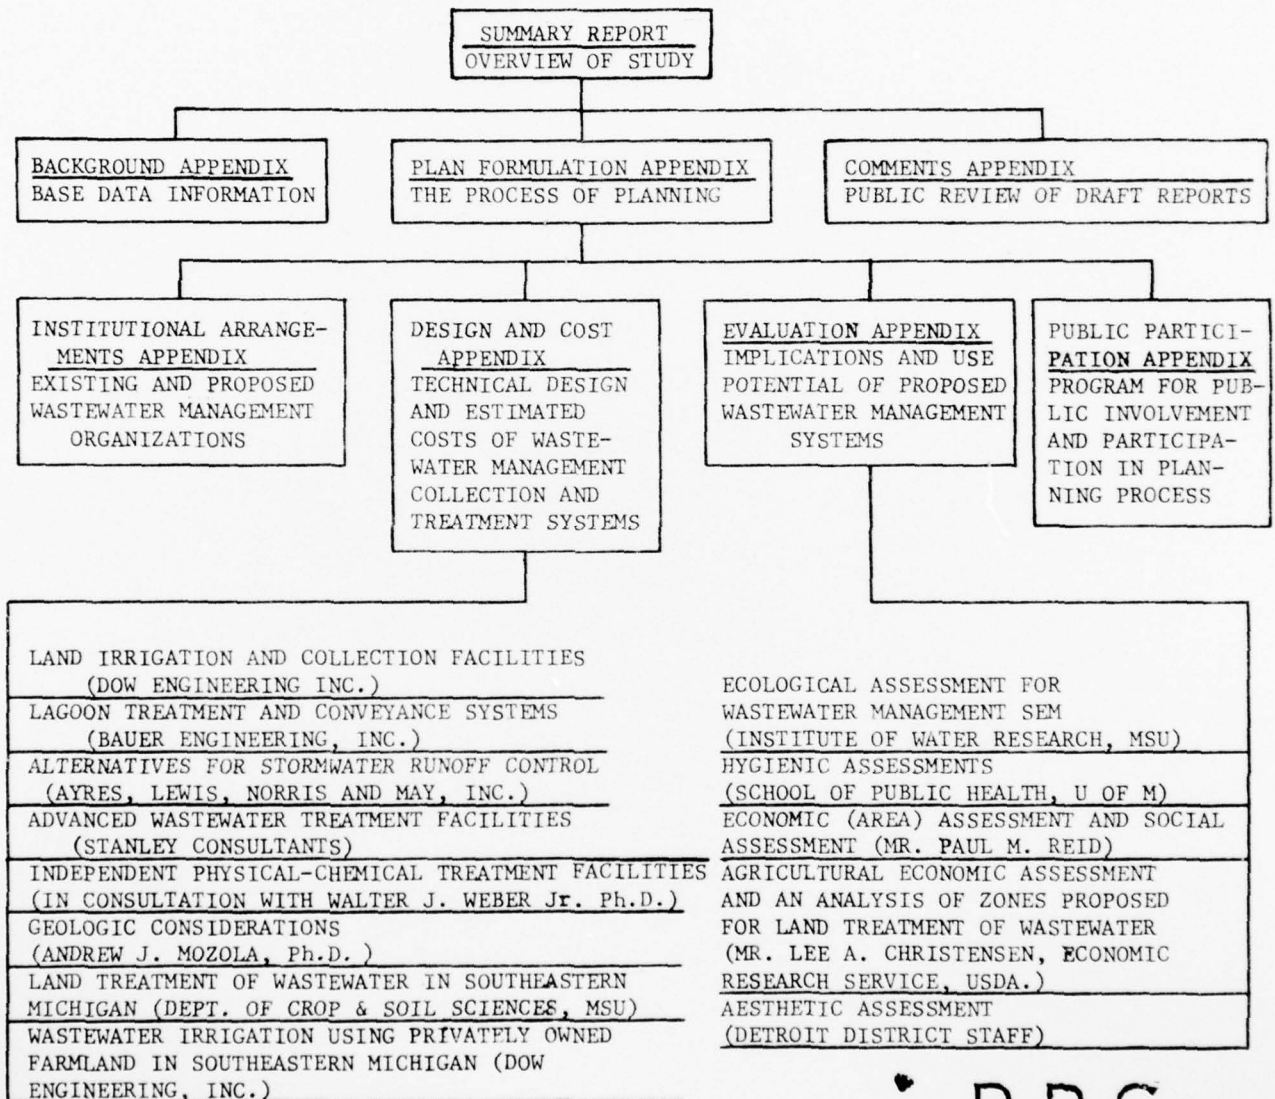 SUMMARY REPORT
OVERVIEW OF STUDY
BACKGROUND APPENDIX
BASE DATA INFORMATION
PLAN FORMULATION APPENDIX
THE PROCESS OF PLANNING
COMMENTS APPENDIX
PUBLIC REVIEW OF DRAFT REPORTS
INSTITUTIONAL ARRANGE-
MENTS APPENDIX
EXISTING AND PROPOSED
WASTEWATER MANAGEMENT
ORGANIZATIONS
DESIGN AND COST
APPENDIX
TECHNICAL DESIGN
AND ESTIMATED
COSTS OF WASTE-
WATER MANAGEMENT
COLLECTION AND
TREATMENT SYSTEMS
EVALUATION APPENDIX
IMPLICATIONS AND USE
POTENTIAL OF PROPOSED
WASTEWATER MANAGEMENT
SYSTEMS
PUBLIC PARTICI-
PATION APPENDIX
PROGRAM FOR PUB-
LIC INVOLVEMENT
AND PARTICIPA-
TION IN PLAN-
NING PROCESS
LAND IRRIGATION AND COLLECTION FACILITIES
(DOW ENGINEERING INC.)
LAGOON TREATMENT AND CONVEYANCE SYSTEMS
(BAUER ENGINEERING, INC.)
ALTERNATIVES FOR STORMWATER RUNOFF CONTROL
(AYRES, LEWIS, NORRIS AND MAY, INC.)
ADVANCED WASTEWATER TREATMENT FACILITIES
(STANLEY CONSULTANTS)
INDEPENDENT PHYSICAL-CHEMICAL TREATMENT FACILITIES
(IN CONSULTATION WITH WALTER J. WEBER Jr. Ph.D.)
GEOLOGIC CONSIDERATIONS
(ANDREW J. MOZOLA, Ph.D. )
LAND TREATMENT OF WASTEWATER IN SOUTHEASTERN
MICHIGAN (DEPT. OF CROP & SOIL SCIENCES, MSU)
WASTEWATER IRRIGATION USING PRIVATELY OWNED
FARMLAND IN SOUTHEASTERN MICHIGAN (DOW
ENGINEERING, INC.)
ECOLOGICAL ASSESSMENT FOR
WASTEWATER MANAGEMENT SEM
(INSTITUTE OF WATER RESEARCH, MSU)
HYGIENIC ASSESSMENTS
(SCHOOL OF PUBLIC HEALTH, U OF M)
ECONOMIC (AREA) ASSESSMENT AND SOCIAL
ASSESSMENT (MR. PAUL M. REID)
AGRICULTURAL ECONOMIC ASSESSMENT
AND AN ANALYSIS OF ZONES PROPOSED
FOR LAND TREATMENT OF WASTEWATER
(MR. LEE A. CHRISTENSEN, ECONOMIC
RESEARCH SERVICE, USDA.)
AESTHETIC ASSESSMENT
(DETROIT DISTRICT STAFF)